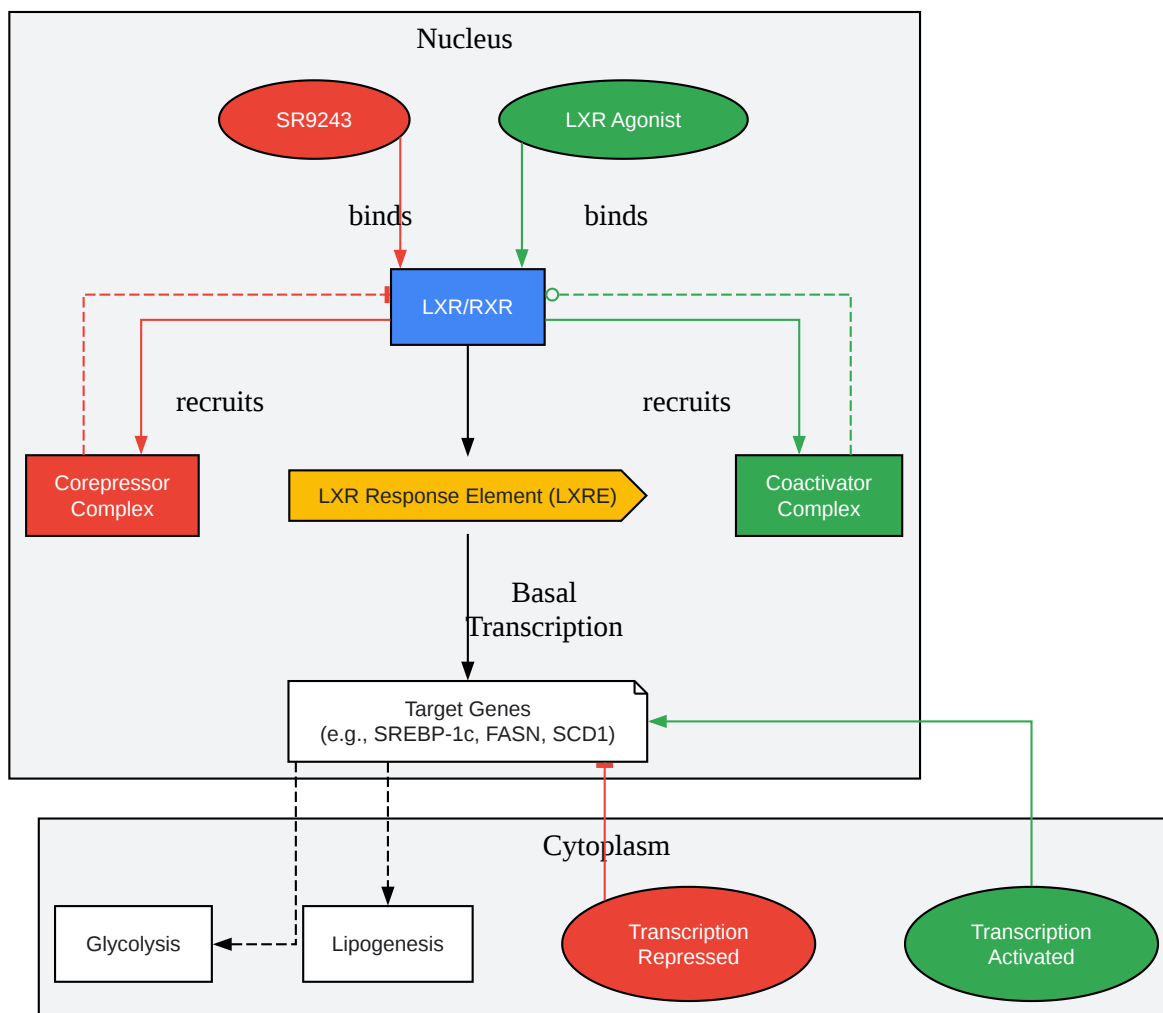 Nucleus
SR9243
LXR Agonist
binds
binds
LXR/RXR
recruits
recruits
Corepressor
Complex
LXR Response Element (LXRE)
Coactivator
Complex
Basal
Transcription
Target Genes
(e.g., SREBP-1c, FASN, SCD1)
Cytoplasm
Glycolysis
Lipogenesis
Transcription
Repressed
Transcription
Activated